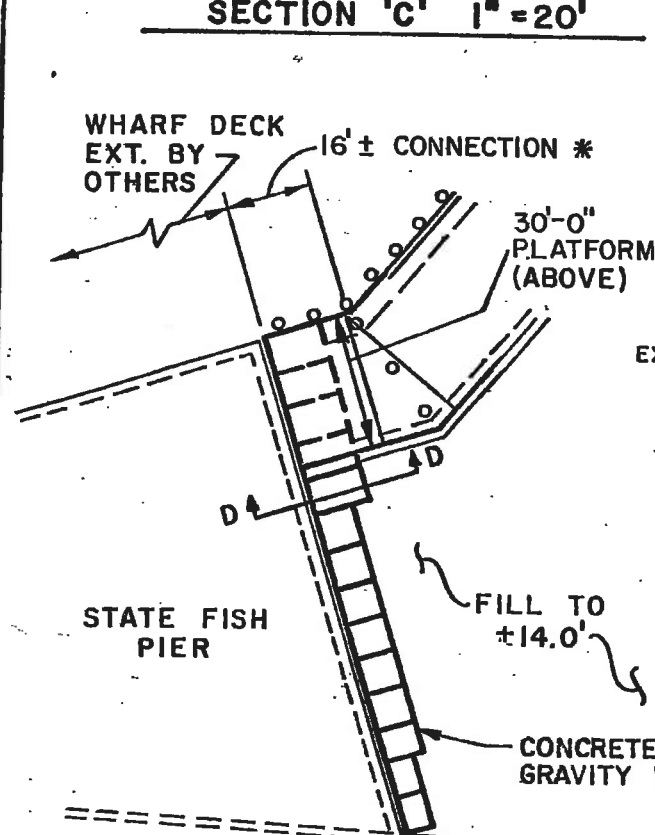 SECTION 'C' 1" = 20'
WHARF DECK
EXT. BY
OTHERS
16'± CONNECTION *
30'-0"
PLATFORM
(ABOVE)
EX
D
D
STATE FISH
PIER
FILL TO
±14.0'
CONCRETE
GRAVITY